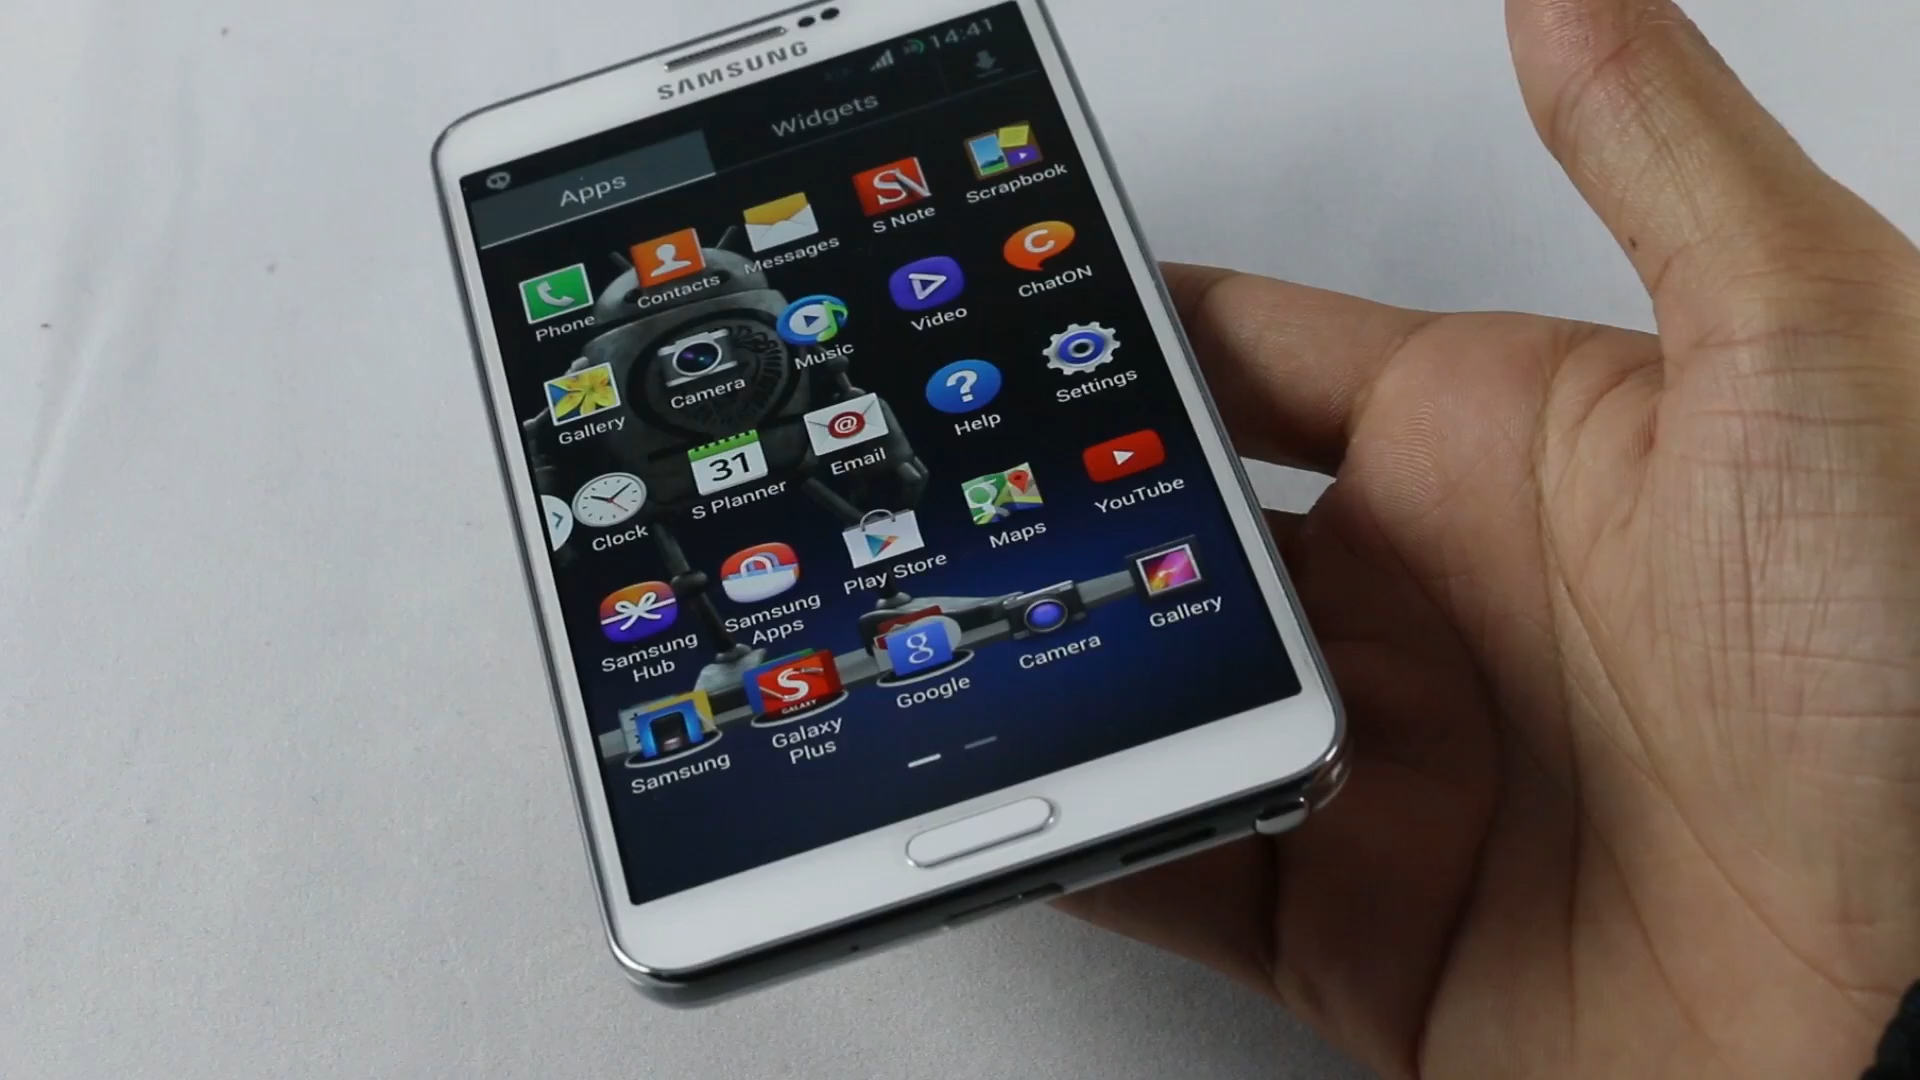 SAMSUNG
14:41
Apps
Widgets
Phone
Contacts
Messages
S Note
Scrapbook
Gallery
Camera
Music
Video
ChatON
Clock
31
S Planner
@
Email
?
Help
Settings
Samsung
Hub
Samsung
Apps
Play Store
Maps
YouTube
Samsung
S
GALAXY
Galaxy
Plus
g
Google
Camera
Gallery